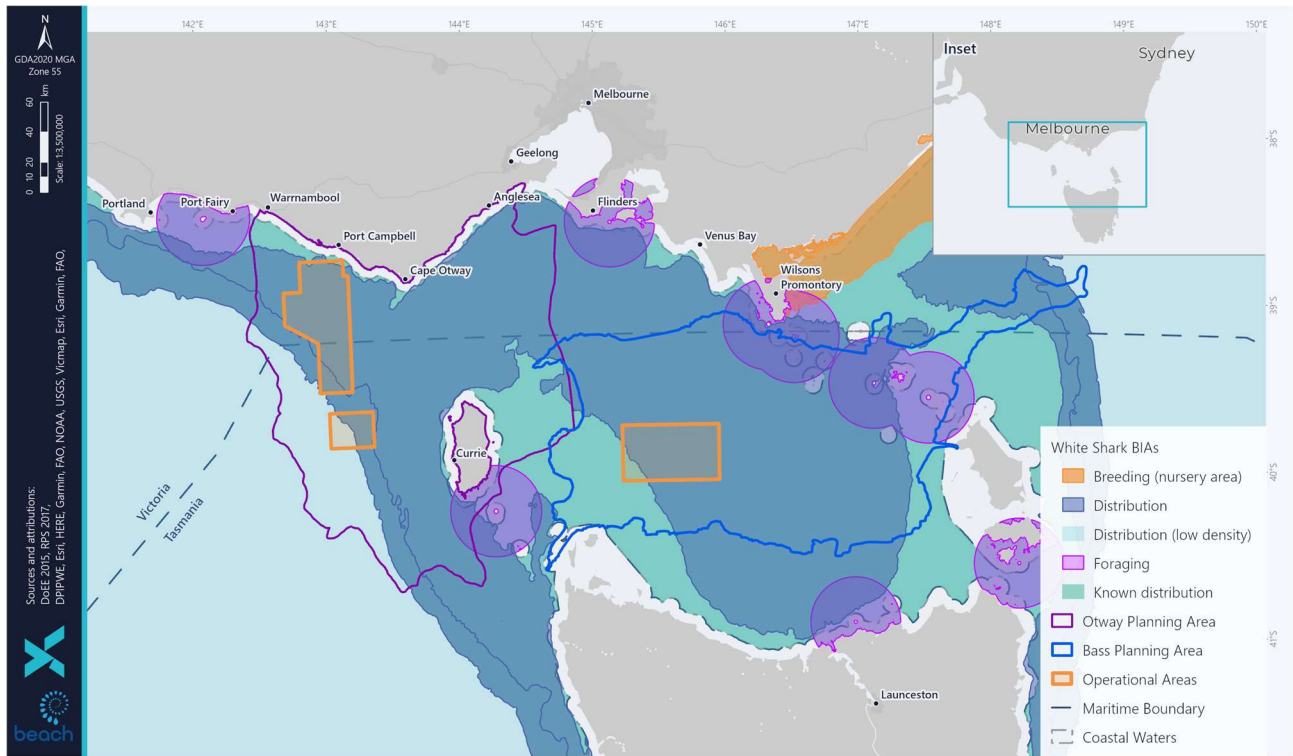 N
GDA2020 MGA
Zone 55
0 10 20 40 60 km
Scale: 1:3,500,000
Sources and attributions:
DoEE 2015, RPS 2017,
DPIPWE, Esri, HERE, Garmin, FAO, NOAA, USGS, Vicmap, Esri, Garmin, FAO,
beach
142°E 143°E 144°E 145°E 146°E 147°E 148°E 149°E 150°E
38°S
39°S
40°S
41°S
Inset
Sydney
Melbourne
Melbourne
Geelong
Portland
Port Fairy
Warrnambool
Anglesea
Flinders
Port Campbell
Venus Bay
Cape Otway
Wilsons
Promontory
Currie
Victoria
Tasmania
Launceston
White Shark BIAs
Breeding (nursery area)
Distribution
Distribution (low density)
Foraging
Known distribution
Otway Planning Area
Bass Planning Area
Operational Areas
Maritime Boundary
Coastal Waters